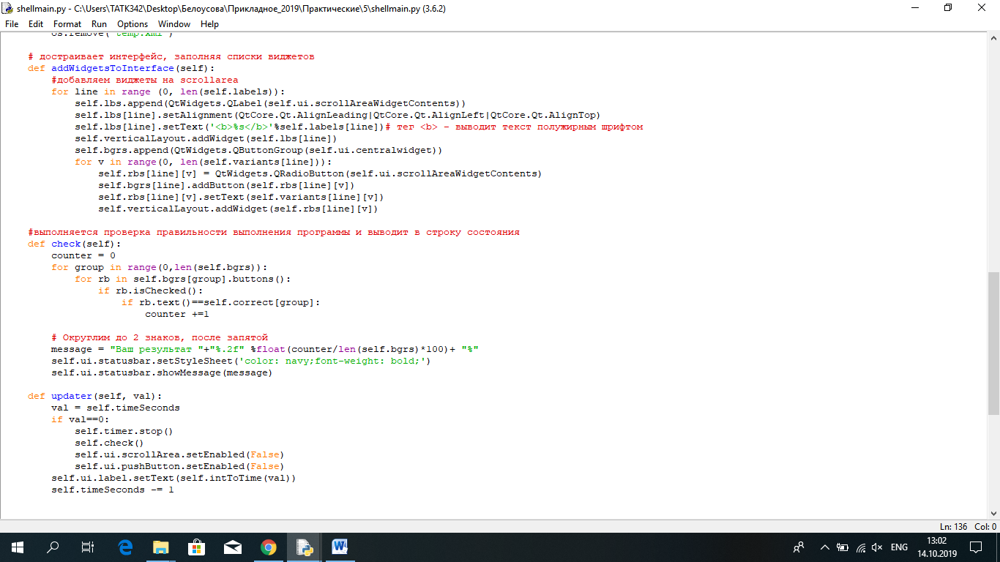 shellmain.py - C:\Users\TATK342\Desktop\Белоусова\Прикладное_2019\Практические\5\shellmain.py (3.6.2)
File Edit Format Run Options Window Help
os.remove('temp.xml')
# достраивает интерфейс, заполняя списки виджетов
def addWidgetsToInterface(self):
#добавляем виджеты на scrollarea
for line in range (0, len(self.labels)):
self.lbs.append(QtWidgets.QLabel(self.ui.scrollAreaWidgetContents))
self.lbs[line].setAlignment(QtCore.Qt.AlignLeading|QtCore.Qt.AlignLeft|QtCore.Qt.AlignTop)
self.lbs[line].setText('<b>%s</b>'%self.labels[line])# тег <b> - выводит текст полужирным шрифтом
self.verticalLayout.addWidget(self.lbs[line])
self.bgrs.append(QtWidgets.QButtonGroup(self.ui.centralwidget))
for v in range(0, len(self.variants[line])):
self.rbs[line][v] = QtWidgets.QRadioButton(self.ui.scrollAreaWidgetContents)
self.bgrs[line].addButton(self.rbs[line][v])
self.rbs[line][v].setText(self.variants[line][v])
self.verticalLayout.addWidget(self.rbs[line][v])
#выполняется проверка правильности выполнения программы и выводит в строку состояния
def check(self):
counter = 0
for group in range(0,len(self.bgrs)):
for rb in self.bgrs[group].buttons():
if rb.isChecked():
if rb.text()==self.correct[group]:
counter +=1
# Округлим до 2 знаков, после запятой
message = "Ваш результат "+"%.2f" %float(counter/len(self.bgrs)*100)+ "%"
self.ui.statusbar.setStyleSheet('color: navy;font-weight: bold;')
self.ui.statusbar.showMessage(message)
def updater(self, val):
val = self.timeSeconds
if val==0:
self.timer.stop()
self.check()
self.ui.scrollArea.setEnabled(False)
self.ui.pushButton.setEnabled(False)
self.ui.label.setText(self.intToTime(val))
self.timeSeconds -= 1
Ln: 136 Col: 0
ENG
13:02
14.10.2019